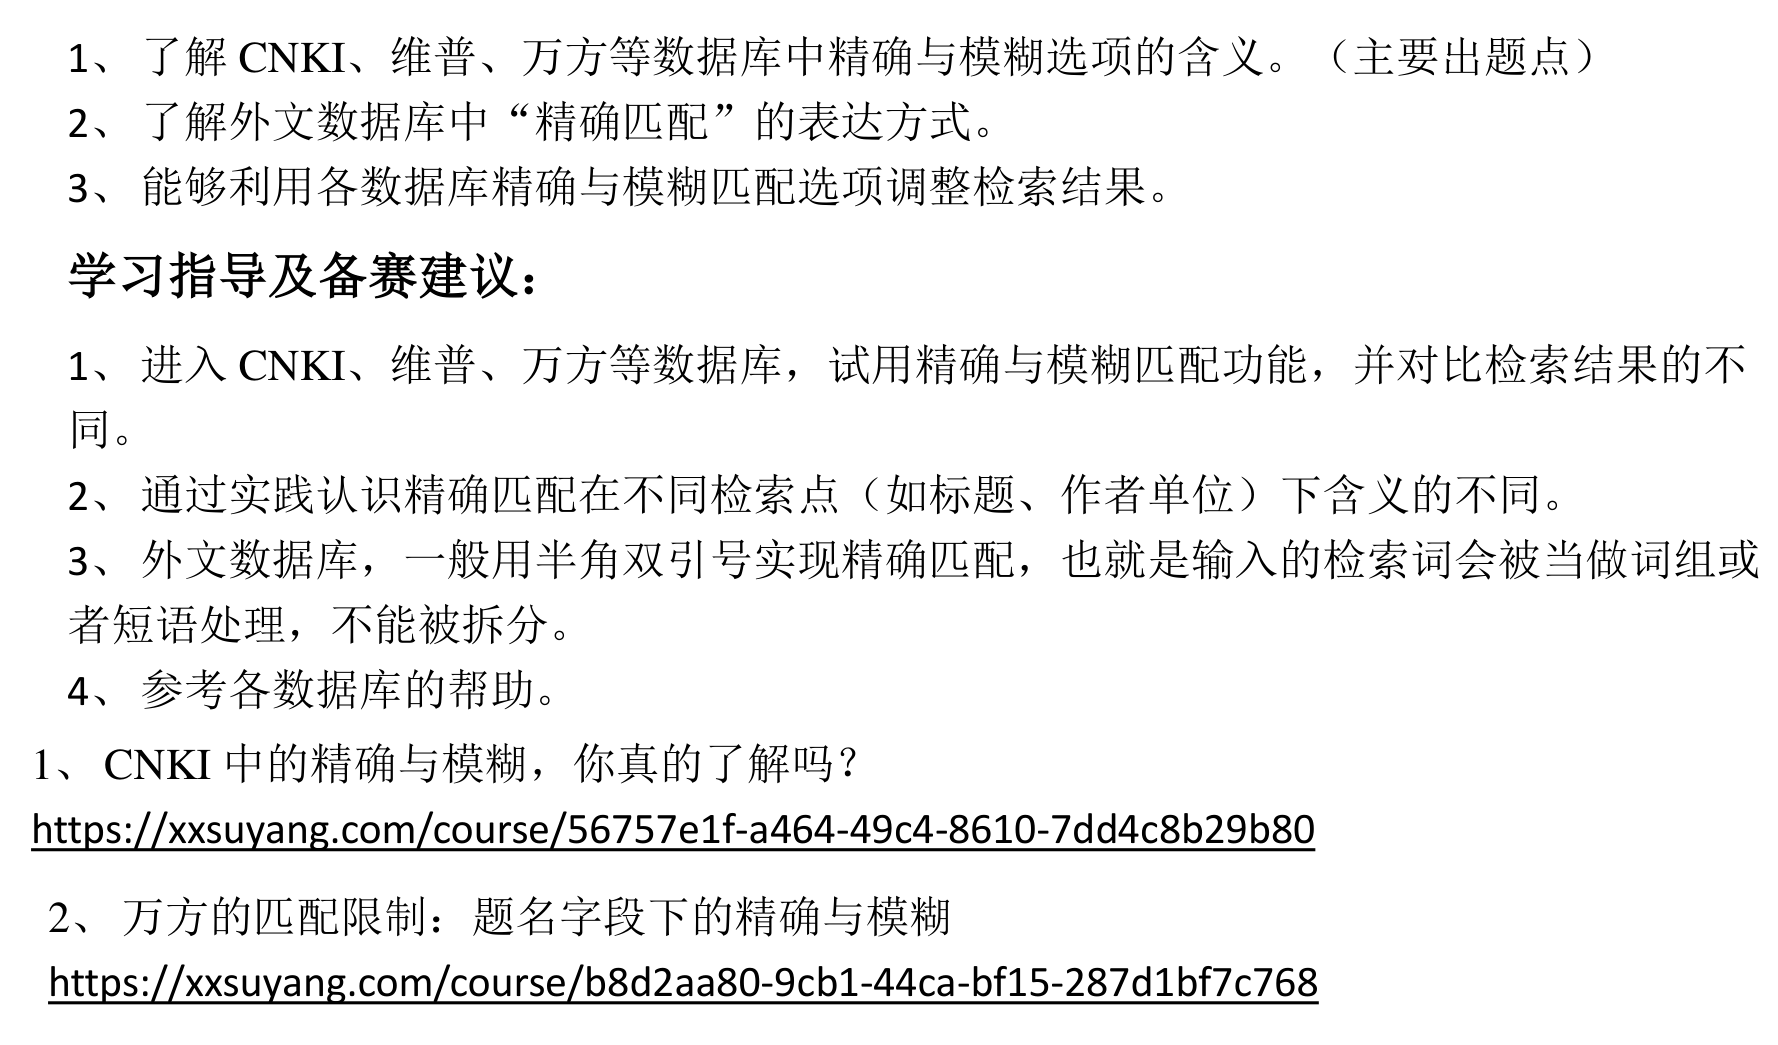 1、 了解 CNKI、维普、万方等数据库中精确与模糊选项的含义。（主要出题点）
2、 了解外文数据库中“精确匹配”的表达方式。
3、 能够利用各数据库精确与模糊匹配选项调整检索结果。
学习指导及备赛建议：
1、 进入 CNKI、维普、万方等数据库，试用精确与模糊匹配功能，并对比检索结果的不
同。
2、 通过实践认识精确匹配在不同检索点（如标题、作者单位）下含义的不同。
3、 外文数据库，一般用半角双引号实现精确匹配，也就是输入的检索词会被当做词组或
者短语处理，不能被拆分。
4、 参考各数据库的帮助。
1、 CNKI 中的精确与模糊，你真的了解吗？
https://xxsuyang.com/course/56757e1f-a464-49c4-8610-7dd4c8b29b80
2、 万方的匹配限制：题名字段下的精确与模糊
https://xxsuyang.com/course/b8d2aa80-9cb1-44ca-bf15-287d1bf7c768